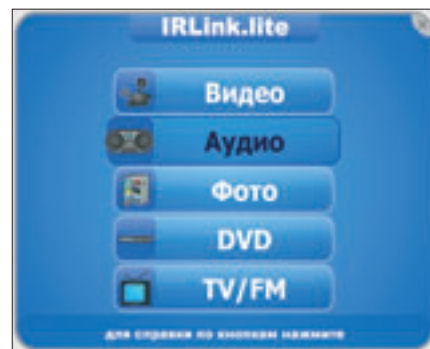 IRLink.lite
Видео
Аудио
Фото
DVD
TV/FM
для справки по кнопкам нажмите